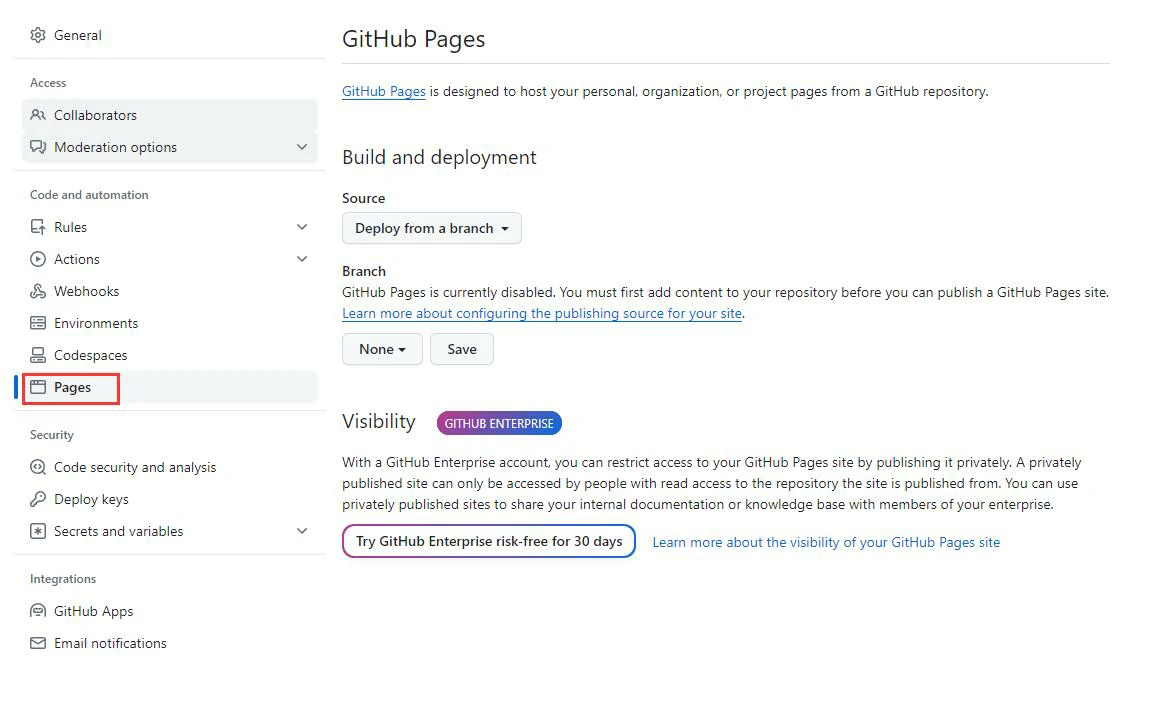 General
Access
Collaborators
Moderation options
Code and automation
Rules
Actions
Webhooks
Environments
Codespaces
Pages
Security
Code security and analysis
Deploy keys
Secrets and variables
Integrations
GitHub Apps
Email notifications
GitHub Pages
GitHub Pages is designed to host your personal, organization, or project pages from a GitHub repository.
Build and deployment
Source
Deploy from a branch
Branch
GitHub Pages is currently disabled. You must first add content to your repository before you can publish a GitHub Pages site.
Learn more about configuring the publishing source for your site.
None
Save
Visibility
GITHUB ENTERPRISE
With a GitHub Enterprise account, you can restrict access to your GitHub Pages site by publishing it privately. A privately
published site can only be accessed by people with read access to the repository the site is published from. You can use
privately published sites to share your internal documentation or knowledge base with members of your enterprise.
Try GitHub Enterprise risk-free for 30 days
Learn more about the visibility of your GitHub Pages site